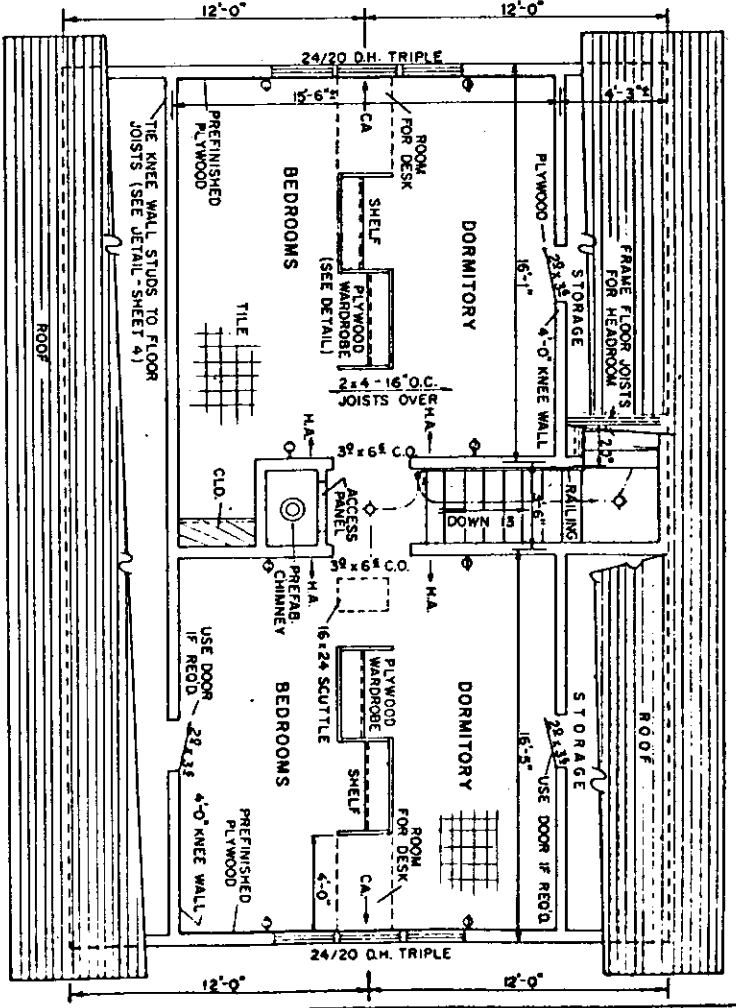 12'-0"
12'-0"
24/20 D.H. TRIPLE
15'-6"
4'-3"
CA
ROOM
FOR DESK
PREFINISHED
PLYWOOD
TIE KNEE WALL STUDS TO FLOOR
JOISTS (SEE DETAIL-SHEET 4)
BEDROOMS
SHELF
PLYWOOD
WARDROBE
(SEE DETAIL)
DORMITORY
PLYWOOD
16'-1"
STORAGE
4'-0" KNEE WALL
FRAME FLOOR JOISTS
FOR HEADROOM
ROOF
TILE
2x4-16" O.C.
JOISTS OVER
H.A.
H.A.
C.O.
CLO.
ACCESS
PANEL
DOWN 13
3'-6"
RAILING
2'0"
PREFAB.
CHIMNEY
C.O.
H.A.
H.A.
16x24 SCUTTLE
USE DOOR
IF REQ'D.
BEDROOMS
PLYWOOD
WARDROBE
SHELF
DORMITORY
16'-5"
STORAGE
ROOF
USE DOOR IF REQ'D.
4'-0" KNEE WALL
PREFINISHED
PLYWOOD
4'-0"
ROOM
FOR DESK
CA.
24/20 D.H. TRIPLE
12'-0"
12'-0"